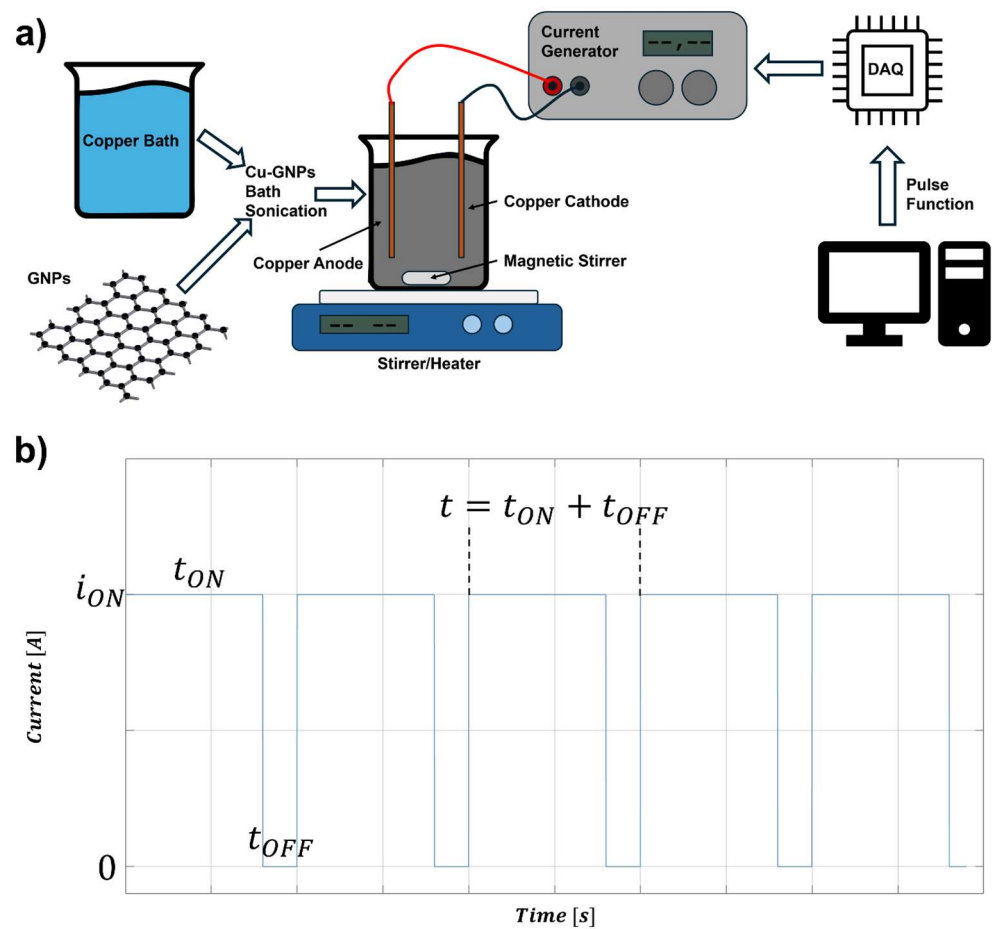 a)
Copper Bath
GNPs
Cu-GNPs
Bath
Sonication
Copper Anode
Copper Cathode
Magnetic Stirrer
-- --
Stirrer/Heater
Current
Generator
--,--
DAQ
Pulse
Function
b)
t = t_ON + t_OFF
t_ON
i_ON
Current [A]
t_OFF
0
Time [s]